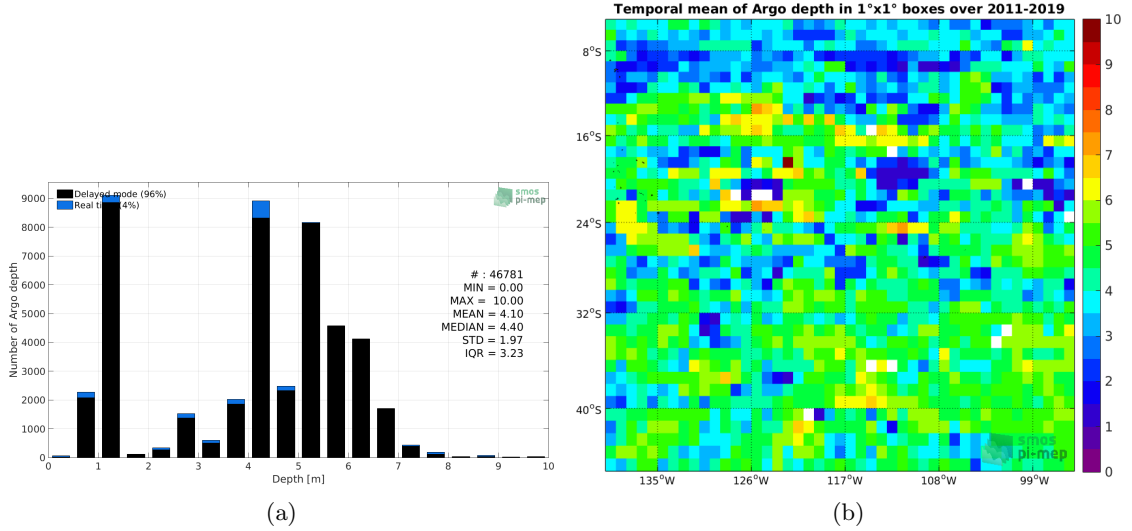 Temporal mean of Argo depth in 1°x1° boxes over 2011-2019
Number of Argo depth
9000
8000
7000
6000
5000
4000
3000
2000
1000
0
Delayed mode (96%)
Real ti 4%)
smos
pi-mep
# : 46781
MIN = 0.00
MAX = 10.00
MEAN = 4.10
MEDIAN = 4.40
STD = 1.97
IQR = 3.23
0 1 2 3 4 5 6 7 8 9 10
Depth [m]
(a)
8°S
16°S
24°S
32°S
40°S
135°W 126°W 117°W 108°W 99°W
smos
pi-mep
10
9
8
7
6
5
4
3
2
1
0
(b)